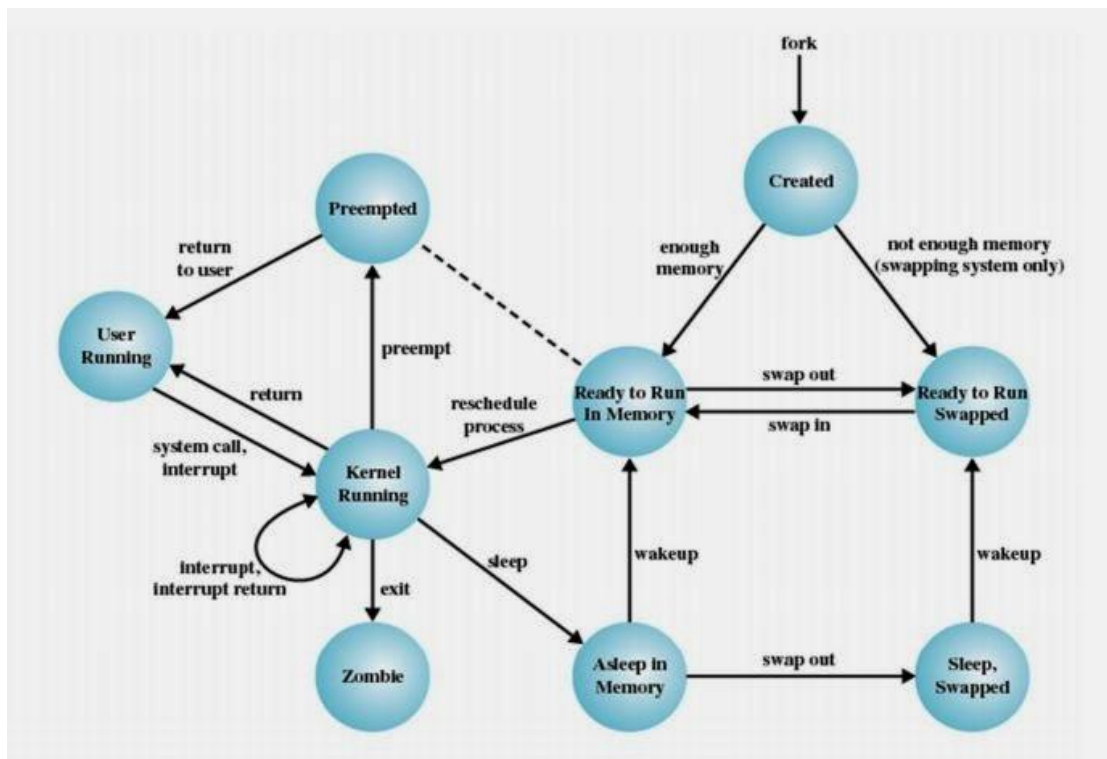 fork
Created
Preempted
return
to user
enough
memory
not enough memory
(swapping system only)
User
Running
preempt
return
reschedule
process
Ready to Run
In Memory
swap out
swap in
Ready to Run
Swapped
system call,
interrupt
Kernel
Running
interrupt,
interrupt return
sleep
wakeup
wakeup
exit
Zombie
Asleep in
Memory
swap out
Sleep,
Swapped